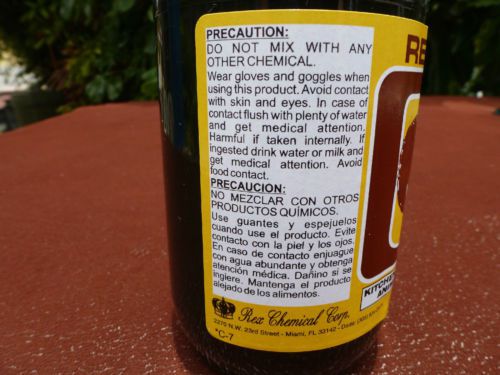 PRECAUTION:
DO NOT MIX WITH ANY
OTHER CHEMICAL.
Wear gloves and goggles when
using this product. Avoid contact
with skin and eyes. In case of
contact flush with plenty of water
and get medical attention.
Harmful if taken internally. If
ingested drink water or milk and
get medical attention. Avoid
food contact.
PRECAUCION:
NO MEZCLAR CON OTROS
PRODUCTOS QUÍMICOS.
Use guantes y espejuelos
cuando use el producto. Evite
contacto con la piel y los ojos.
En caso de contacto enjuague
con agua abundante y obtenga
atención médica. Dañino si se
ingiere. Mantenga el producto
alejado de los alimentos.
Rex Chemical Corp.
2270 N.W. 23rd Street - Miami, FL 33142 - Dade:
*C-7
RE
KITCHE